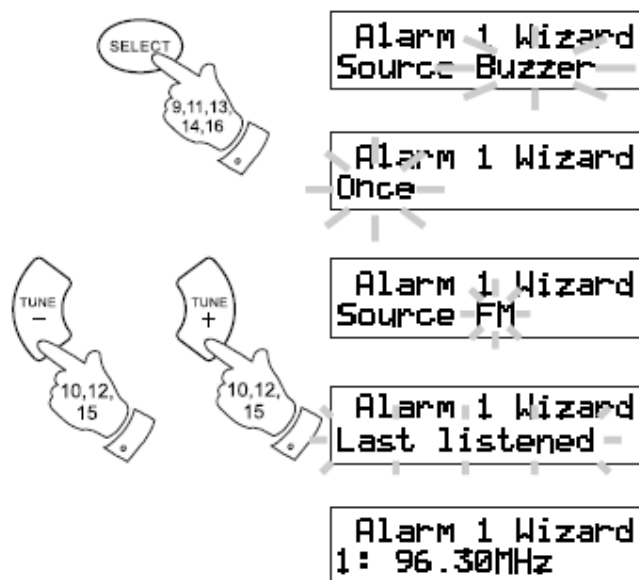 SELECT
9,11,13,
14,16
TUNE
−
10,12,
15
TUNE
+
10,12,
15
Alarm 1 Wizard
Source Buzzer
Alarm 1 Wizard
Once
Alarm 1 Wizard
Source FM
Alarm 1 Wizard
Last listened
Alarm 1 Wizard
1: 96.30MHz